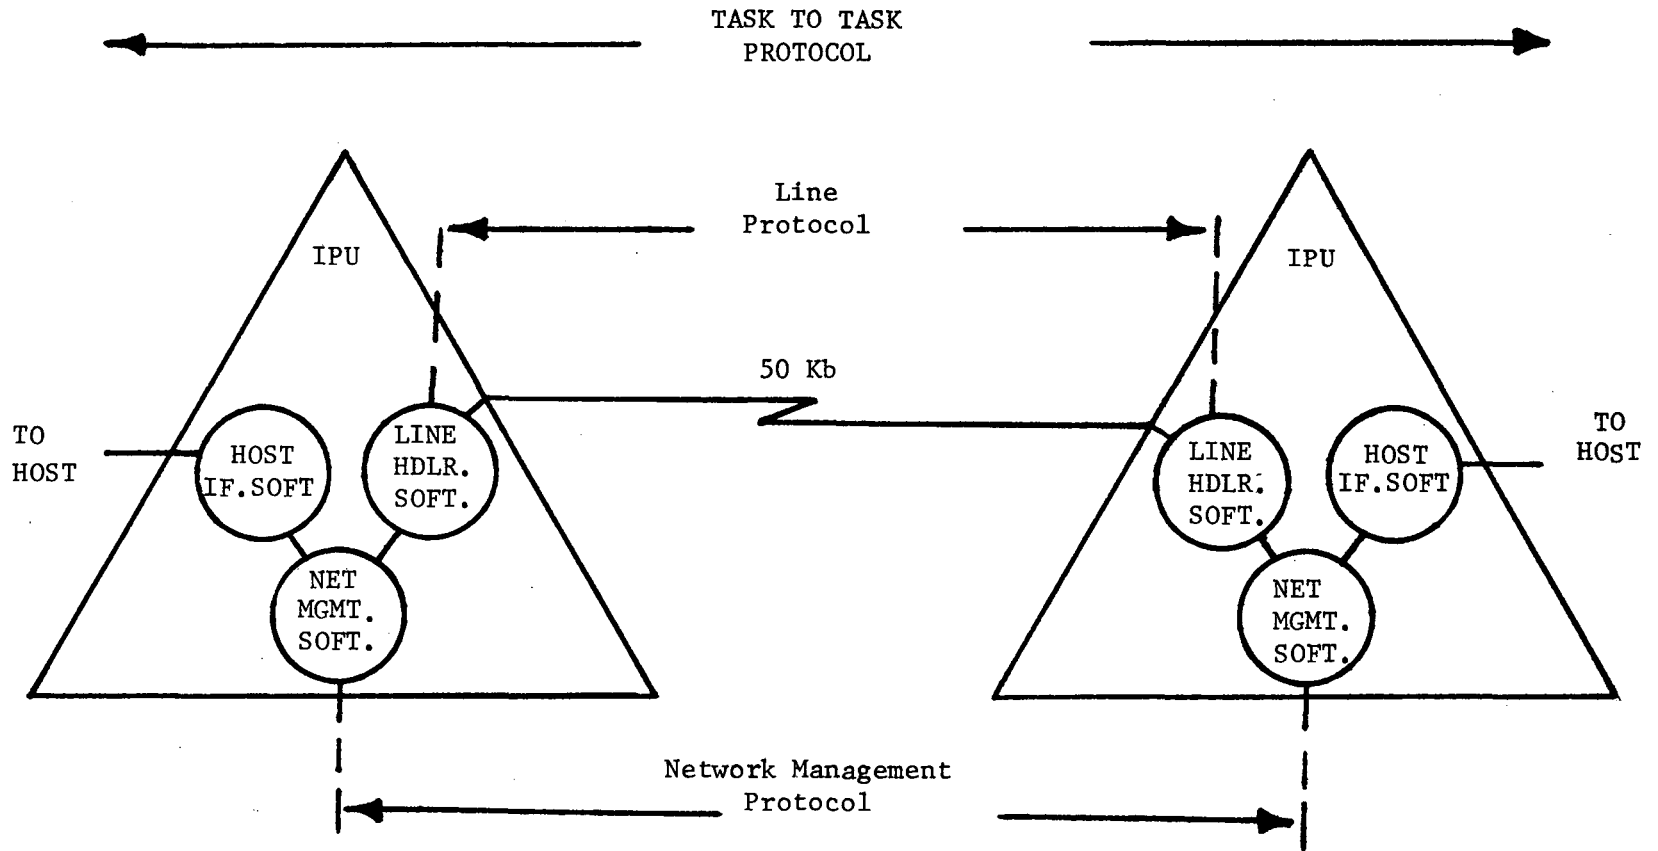 TASK TO TASK
PROTOCOL
Line
Protocol
IPU
IPU
50 Kb
TO
HOST
HOST
IF.SOFT
LINE
HDLR.
SOFT.
NET
MGMT.
SOFT.
LINE
HDLR.
SOFT.
HOST
IF.SOFT
NET
MGMT.
SOFT.
TO
HOST
Network Management
Protocol